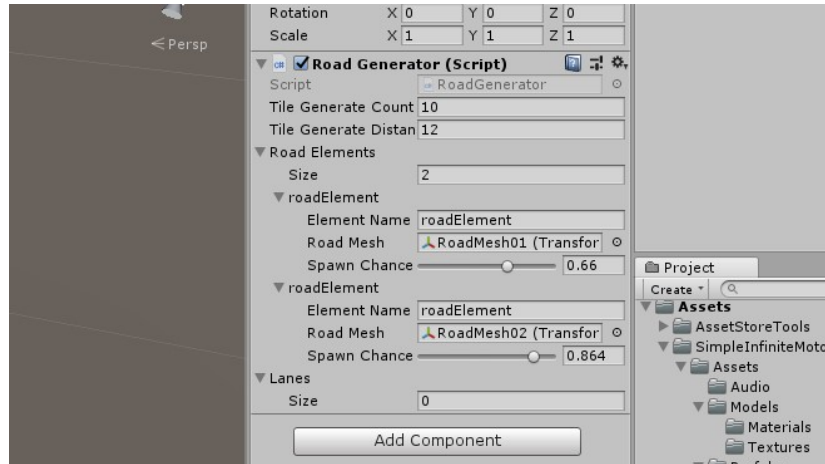 Rotation X 0 Y 0 Z 0
Scale X 1 Y 1 Z 1
Persp
Road Generator (Script)
Script RoadGenerator
Tile Generate Count 10
Tile Generate Distan 12
Road Elements
Size 2
roadElement
Element Name roadElement
Road Mesh RoadMesh01 (Transfor
Spawn Chance 0.66
roadElement
Element Name roadElement
Road Mesh RoadMesh02 (Transfor
Spawn Chance 0.864
Lanes
Size 0
Add Component
Project
Create
Assets
AssetStoreTools
SimpleInfiniteMoto
Assets
Audio
Models
Materials
Textures